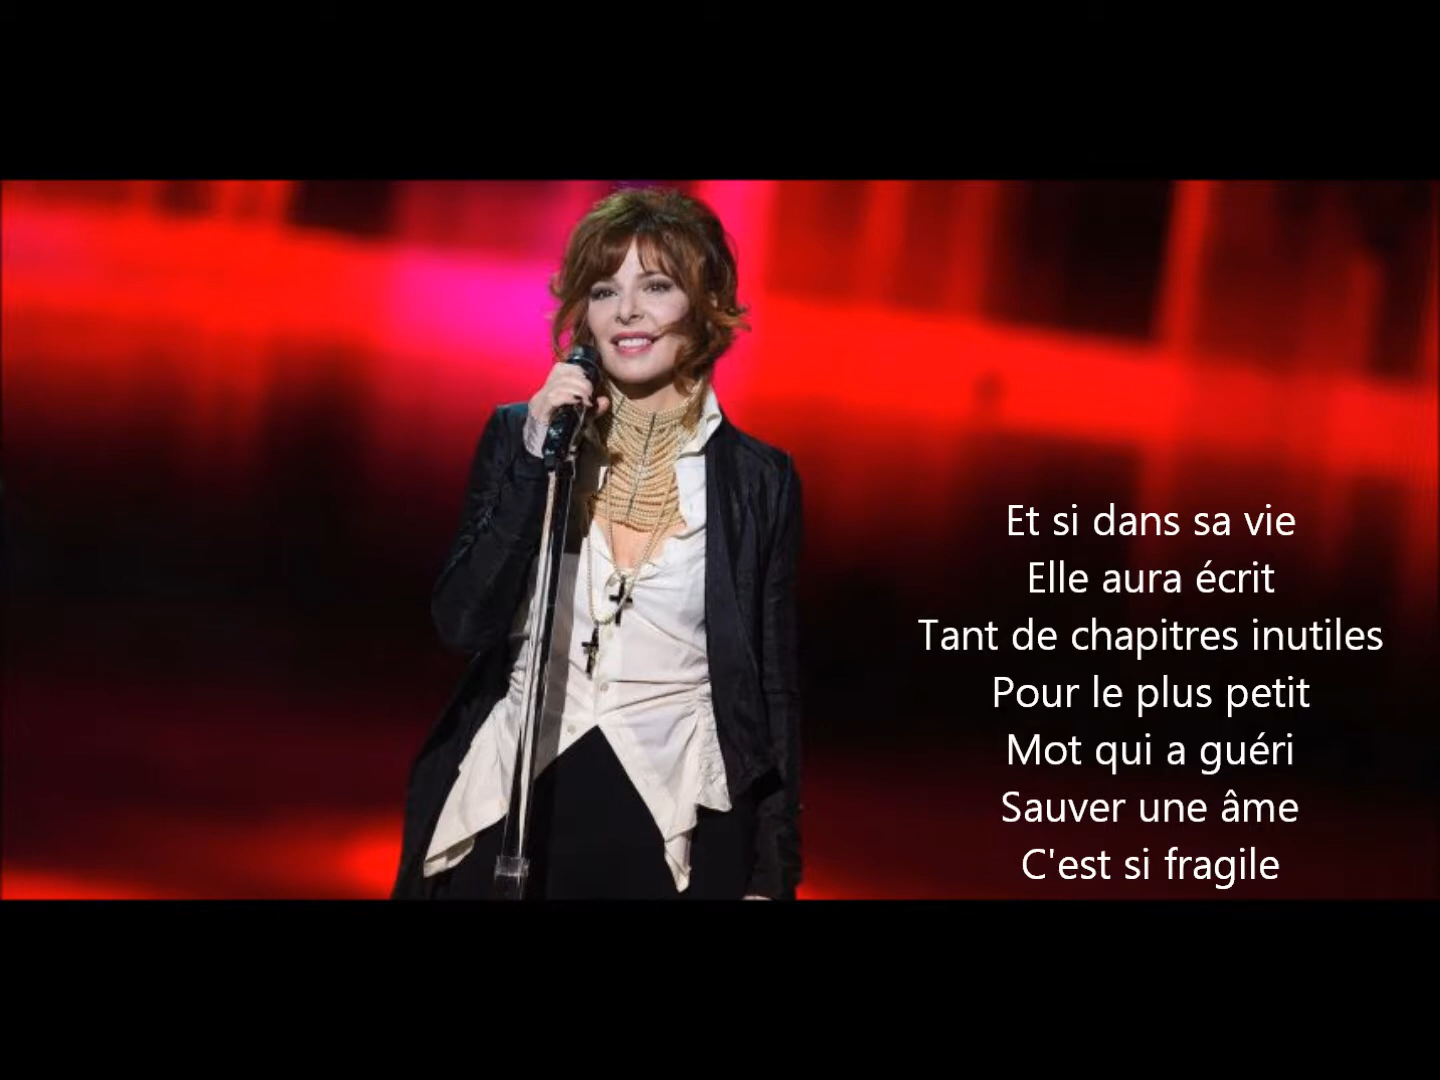 Et si dans sa vie
Elle aura écrit
Tant de chapitres inutiles
Pour le plus petit
Mot qui a guéri
Sauver une âme
C'est si fragile